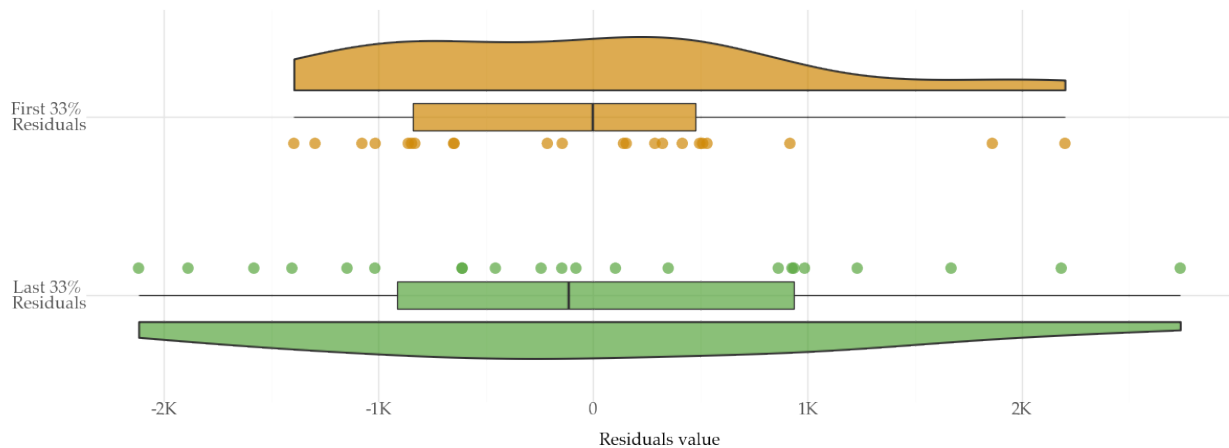 First 33%
Residuals
Last 33%
Residuals
-2K -1K 0 1K 2K
Residuals value